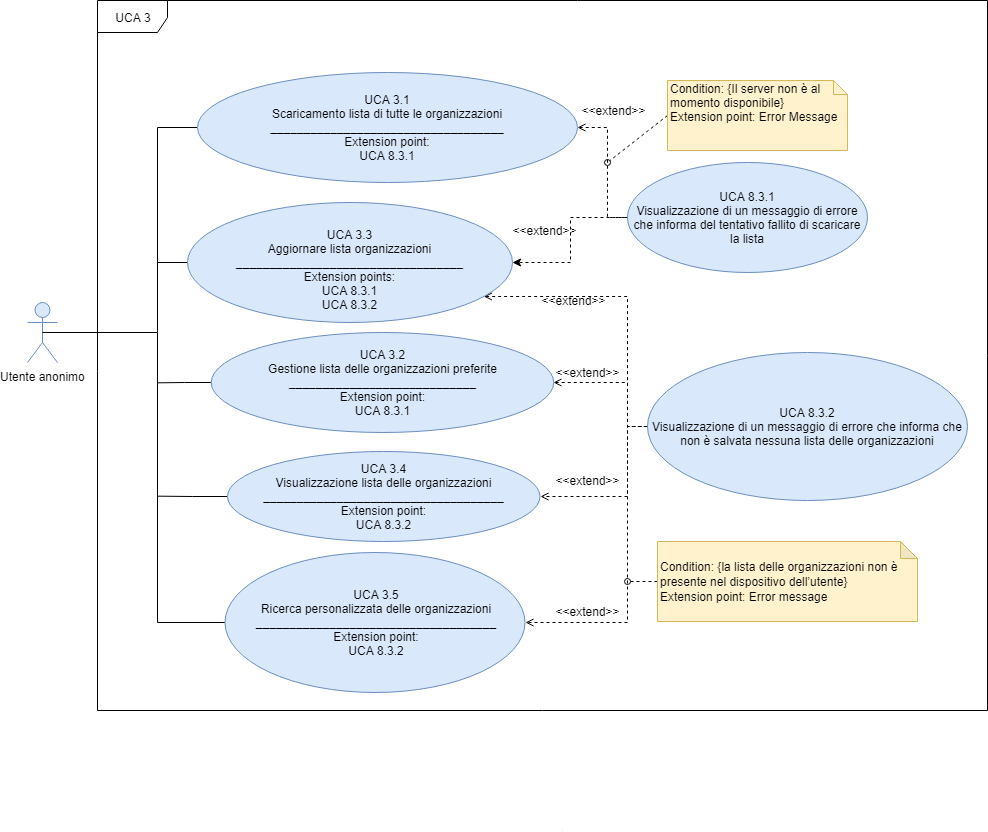 UCA 3
UCA 3.1
Scaricamento lista di tutte le organizzazioni
___________________________________
Extension point:
UCA 8.3.1
<<extend>>
Condition: {Il server non è al
momento disponibile}
Extension point: Error Message
UCA 8.3.1
Visualizzazione di un messaggio di errore
che informa del tentativo fallito di scaricare
la lista
UCA 3.3
Aggiornare lista organizzazioni
__________________________________
Extension points:
UCA 8.3.1
UCA 8.3.2
<<extend>>
<<extend>>
Utente anonimo
UCA 3.2
Gestione lista delle organizzazioni preferite
____________________________
Extension point:
UCA 8.3.1
<<extend>>
UCA 8.3.2
Visualizzazione di un messaggio di errore che informa che
non è salvata nessuna lista delle organizzazioni
UCA 3.4
Visualizzazione lista delle organizzazioni
____________________________________
Extension point:
UCA 8.3.2
<<extend>>
Condition: {la lista delle organizzazioni non è
presente nel dispositivo dell'utente}
Extension point: Error message
UCA 3.5
Ricerca personalizzata delle organizzazioni
____________________________________
Extension point:
UCA 8.3.2
<<extend>>